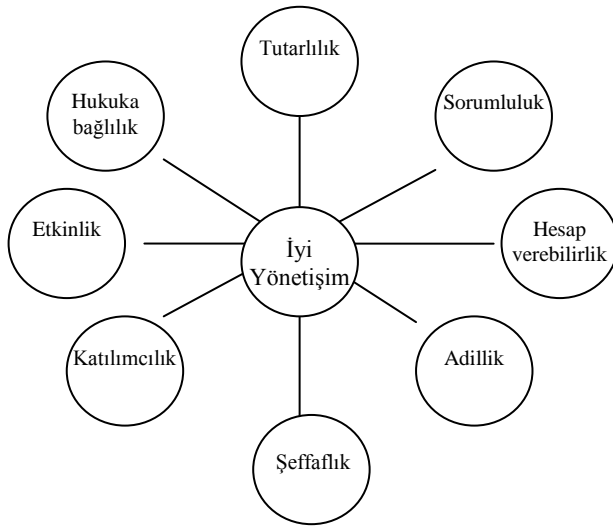 Tutarlılık
Hukuka
bağlılık
Sorumluluk
Etkinlik
Hesap
verebilirlik
İyi
Yönetişim
Katılımcılık
Adillik
Şeffaflık